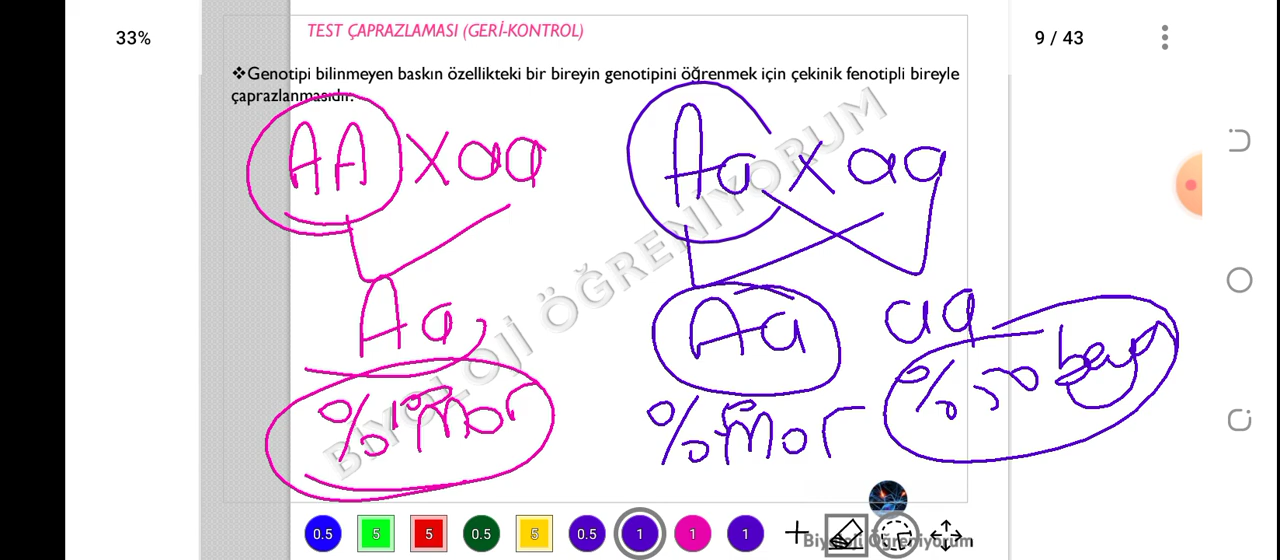 33%
TEST ÇAPRAZLAMASI (GERİ-KONTROL)
9 / 43
❖Genotipi bilinmeyen baskın özellikteki bir bireyin genotipini öğrenmek için çekinik fenotipli bireyle
çaprazlanmasıdır.
AA X aa
Aa X aa
Aa
Aa aa
%100 mor
% mor
%50 beyaz
BİYOLOJİ ÖĞRENİYORUM
0.5 5 5 0.5 5 0.5 1 1 1
Biyoloji Öğreniyorum